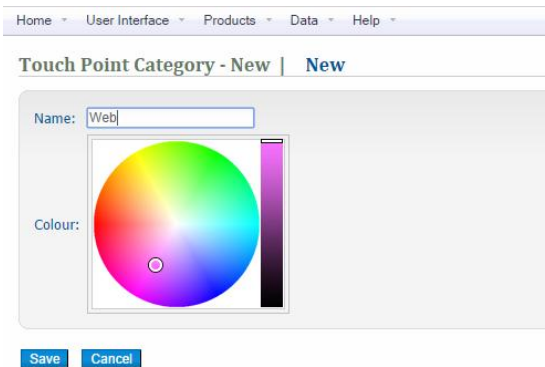 Home User Interface Products Data Help
Touch Point Category - New | New
Name: Web
Colour:
Save Cancel